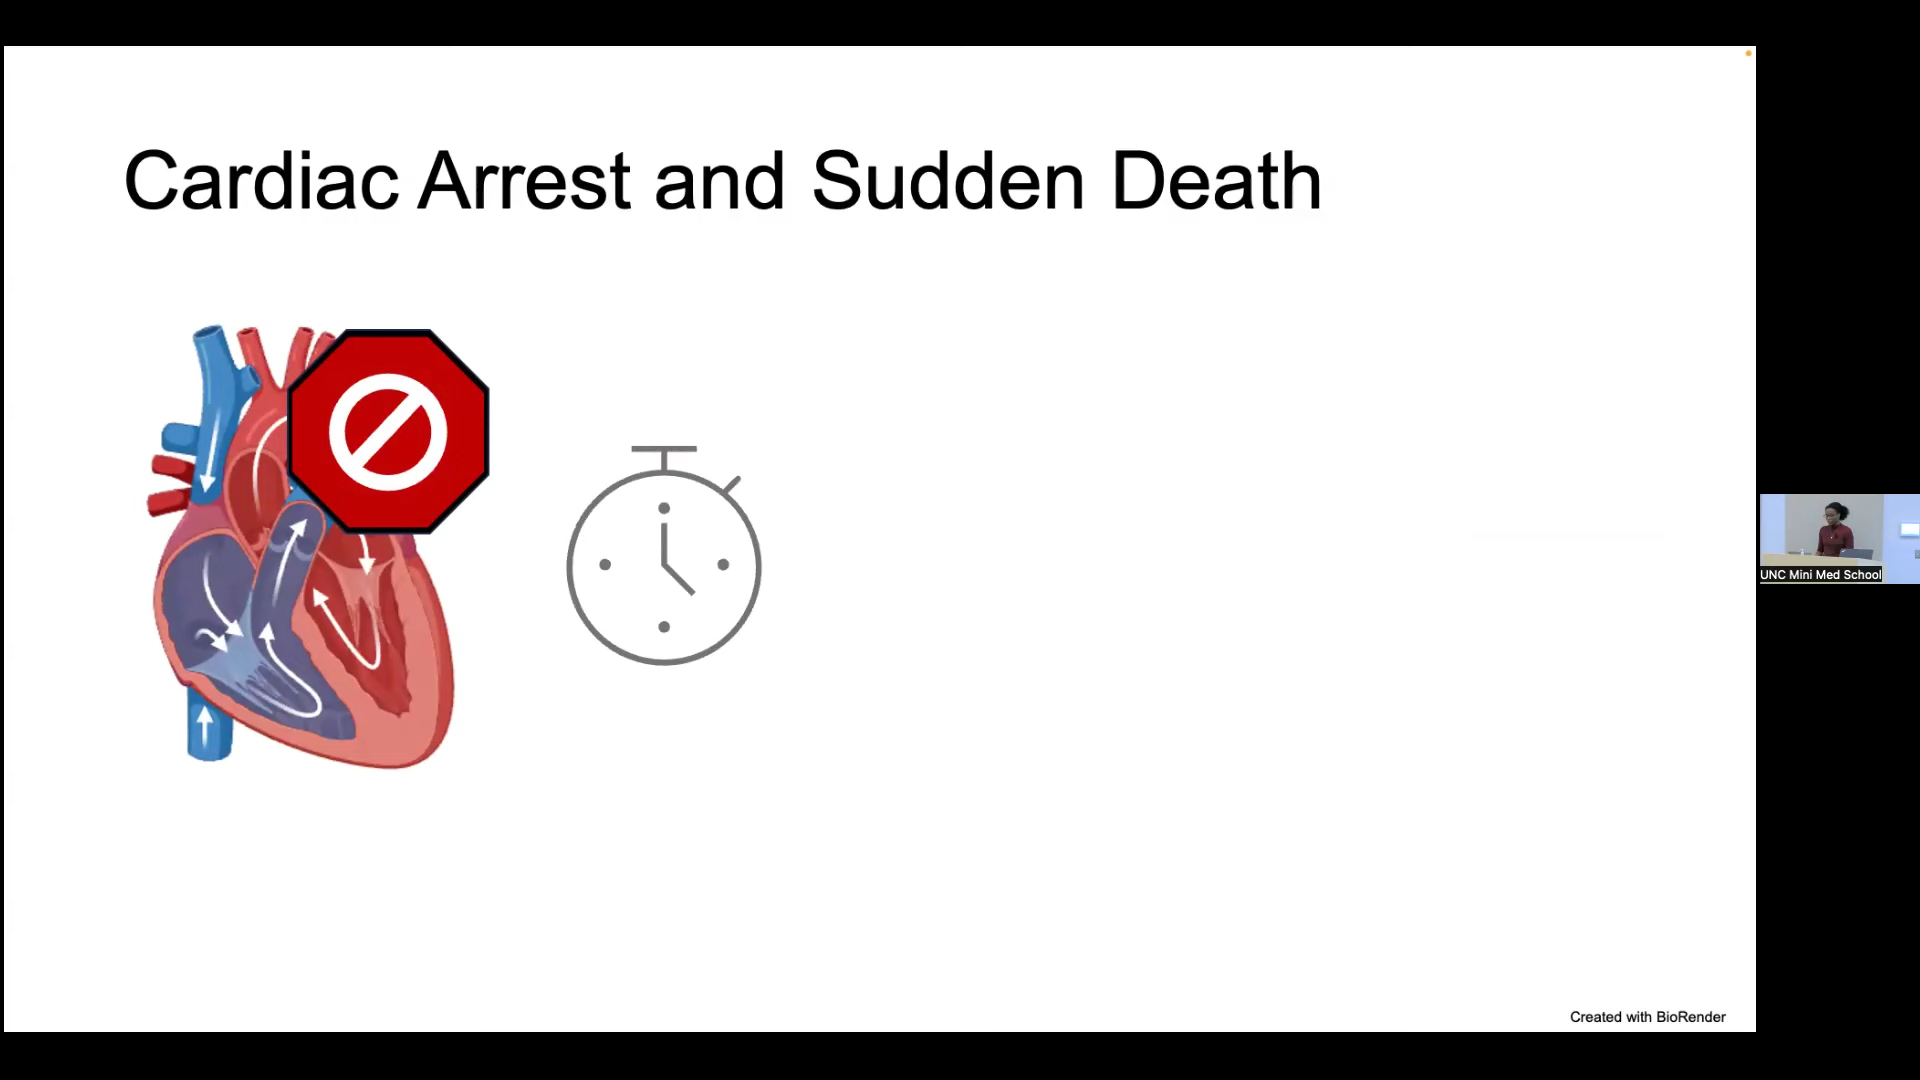 Cardiac Arrest and Sudden Death
UNC Mini Med School
Created with BioRender